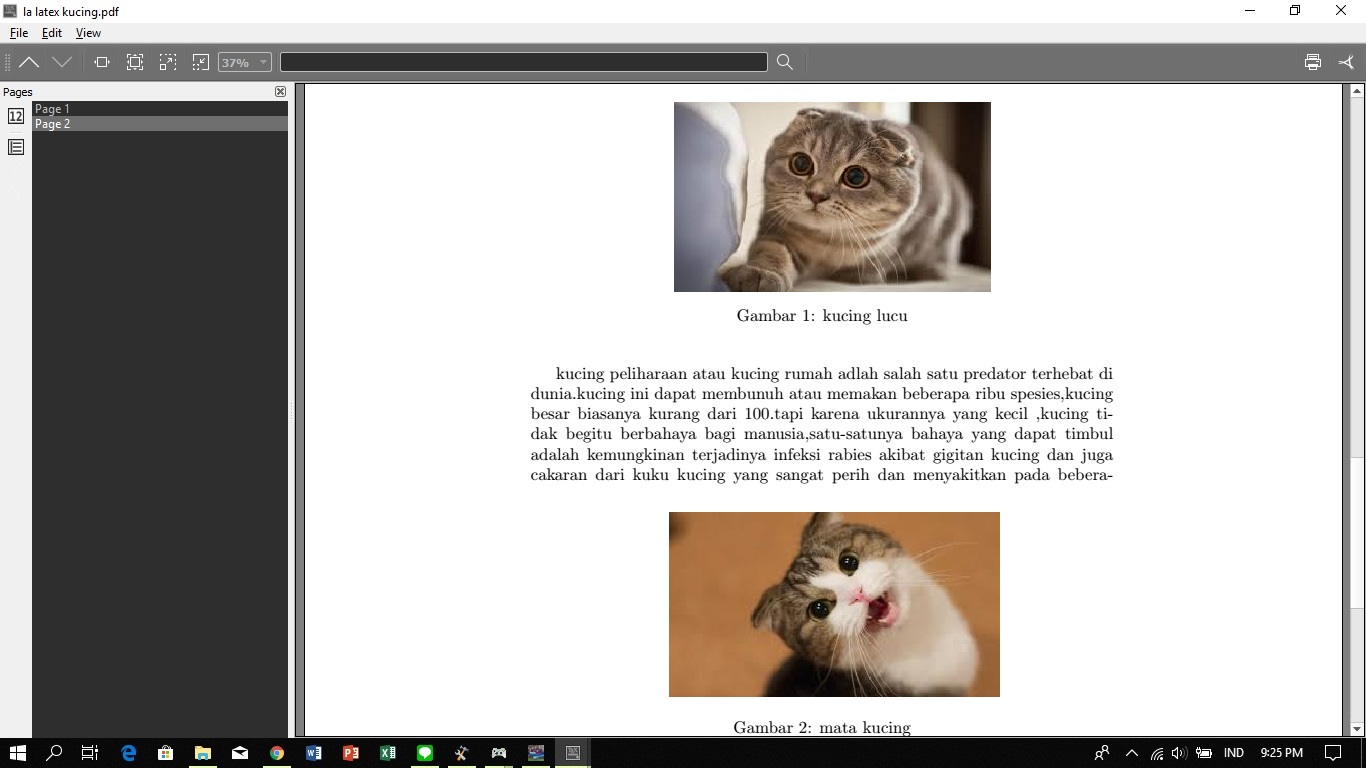 la latex kucing.pdf
File Edit View
37%
Pages
12
Page 1
Page 2
Gambar 1: kucing lucu
kucing peliharaan atau kucing rumah adlah salah satu predator terhebat di
dunia.kucing ini dapat membunuh atau memakan beberapa ribu spesies,kucing
besar biasanya kurang dari 100.tapi karena ukurannya yang kecil ,kucing ti-
dak begitu berbahaya bagi manusia,satu-satunya bahaya yang dapat timbul
adalah kemungkinan terjadinya infeksi rabies akibat gigitan kucing dan juga
cakaran dari kuku kucing yang sangat perih dan menyakitkan pada bebera-
Gambar 2: mata kucing
IND 9:25 PM